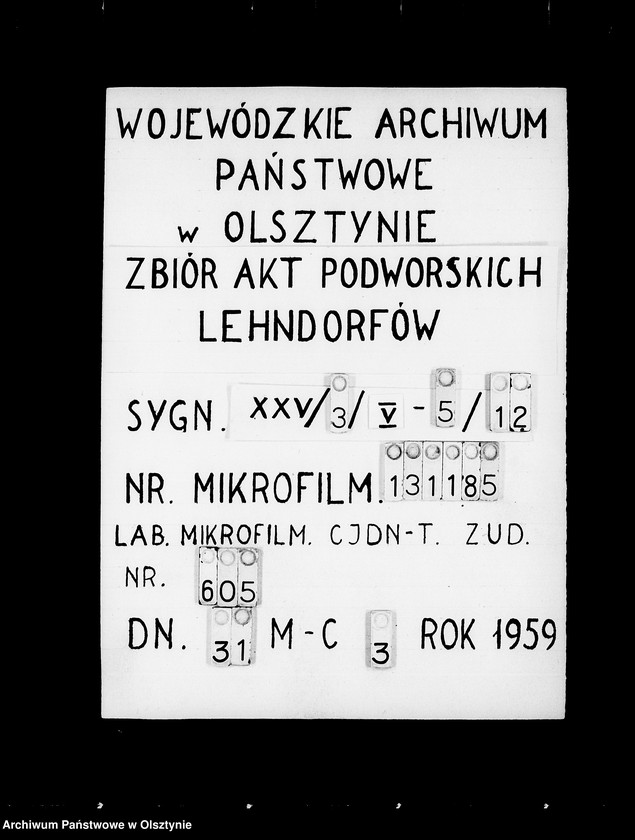 WOJEWÓDZKIE ARCHIWUM
PAŃSTWOWE
w OLSZTYNIE
ZBIÓR AKT PODWORSKICH
LEHNDORFÓW
SYGN. XXV/3/V-5/12
NR. MIKROFILM. 131185
LAB. MIKROFILM. CJDN-T. ZUD.
NR. 605
DN. 31 M-C 3 ROK 1959
Archiwum Państwowe w Olsztynie